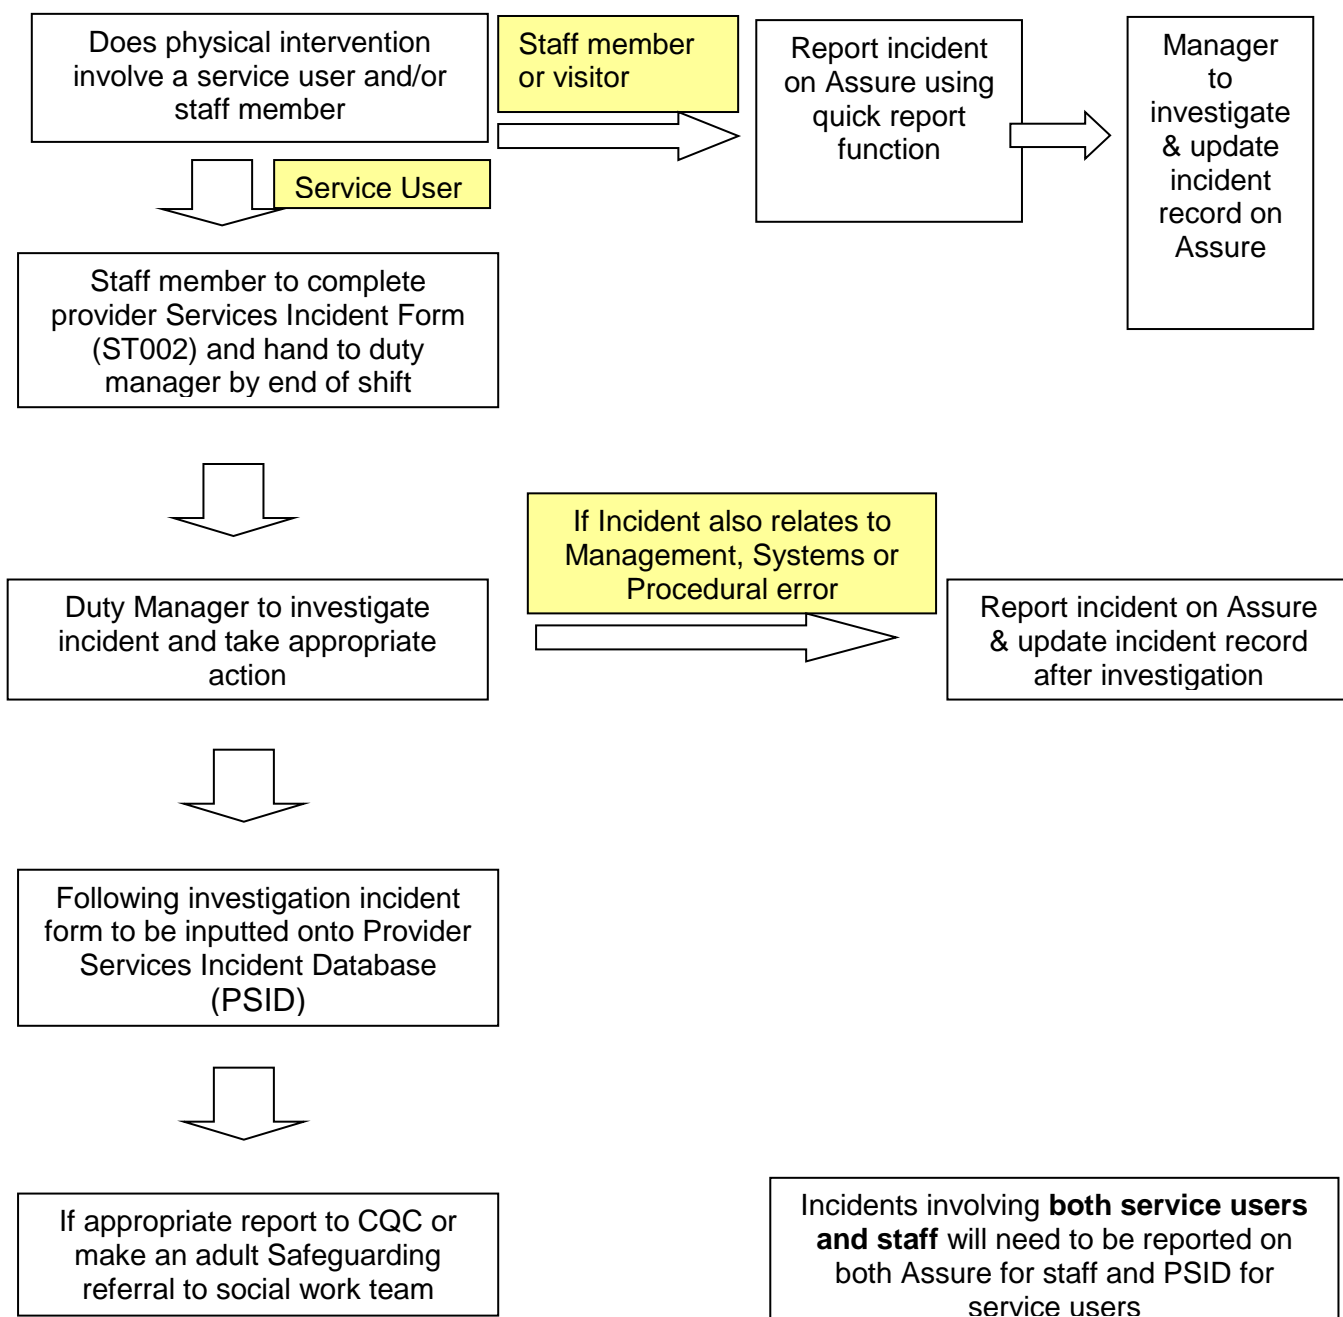 Does physical intervention
involve a service user and/or
staff member
Staff member
or visitor
Report incident
on Assure using
quick report
function
Manager
to
investigate
& update
incident
record on
Assure
Service User
Staff member to complete
provider Services Incident Form
(ST002) and hand to duty
manager by end of shift
If Incident also relates to
Management, Systems or
Procedural error
Duty Manager to investigate
incident and take appropriate
action
Report incident on Assure
& update incident record
after investigation
Following investigation incident
form to be inputted onto Provider
Services Incident Database
(PSID)
If appropriate report to CQC or
make an adult Safeguarding
referral to social work team
Incidents involving both service users
and staff will need to be reported on
both Assure for staff and PSID for
service users